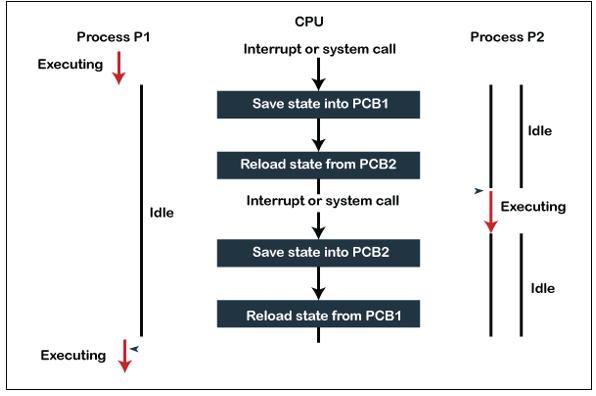 CPU
Process P1
Process P2
Interrupt or system call
Executing
Save state into PCB1
Idle
Reload state from PCB2
Interrupt or system call
Executing
Idle
Save state into PCB2
Idle
Reload state from PCB1
Executing